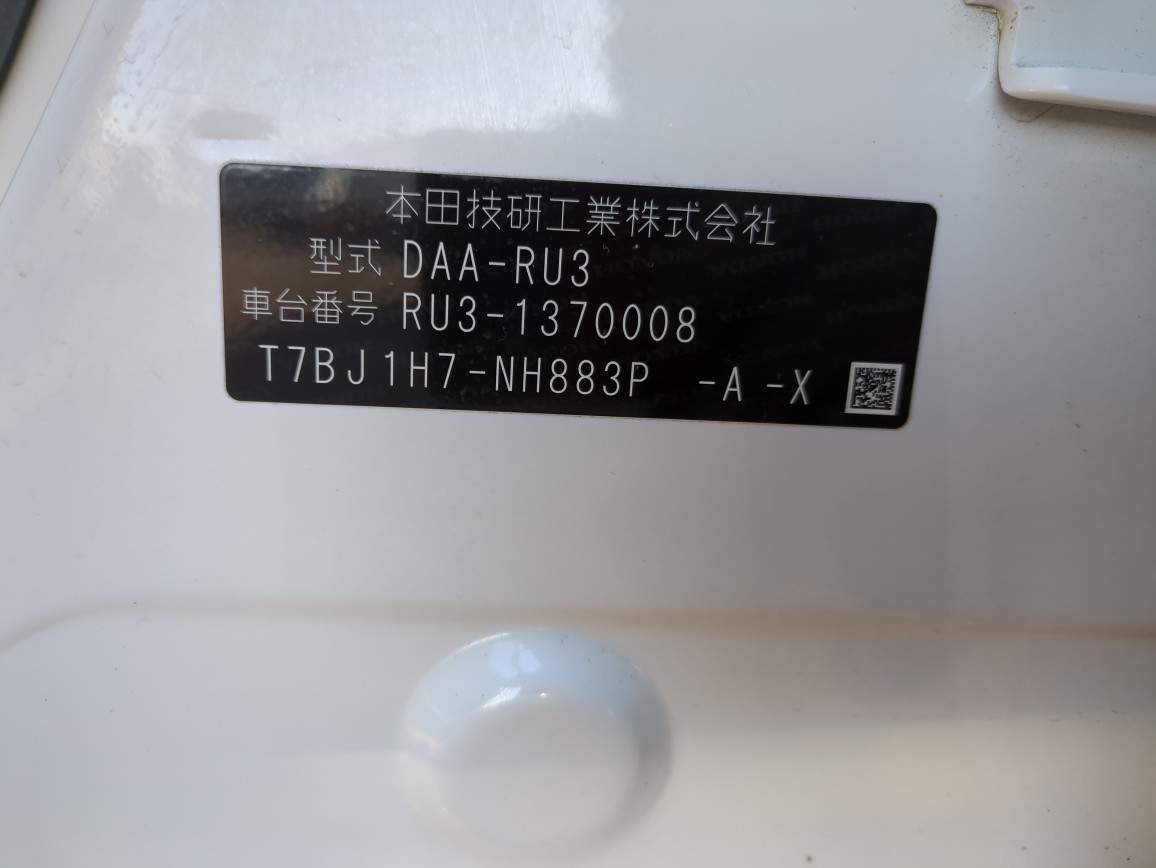 本田技研工業株式会社
型式 DAA-RU3
車台番号 RU3-1370008
T7BJ1H7-NH883P -A -X